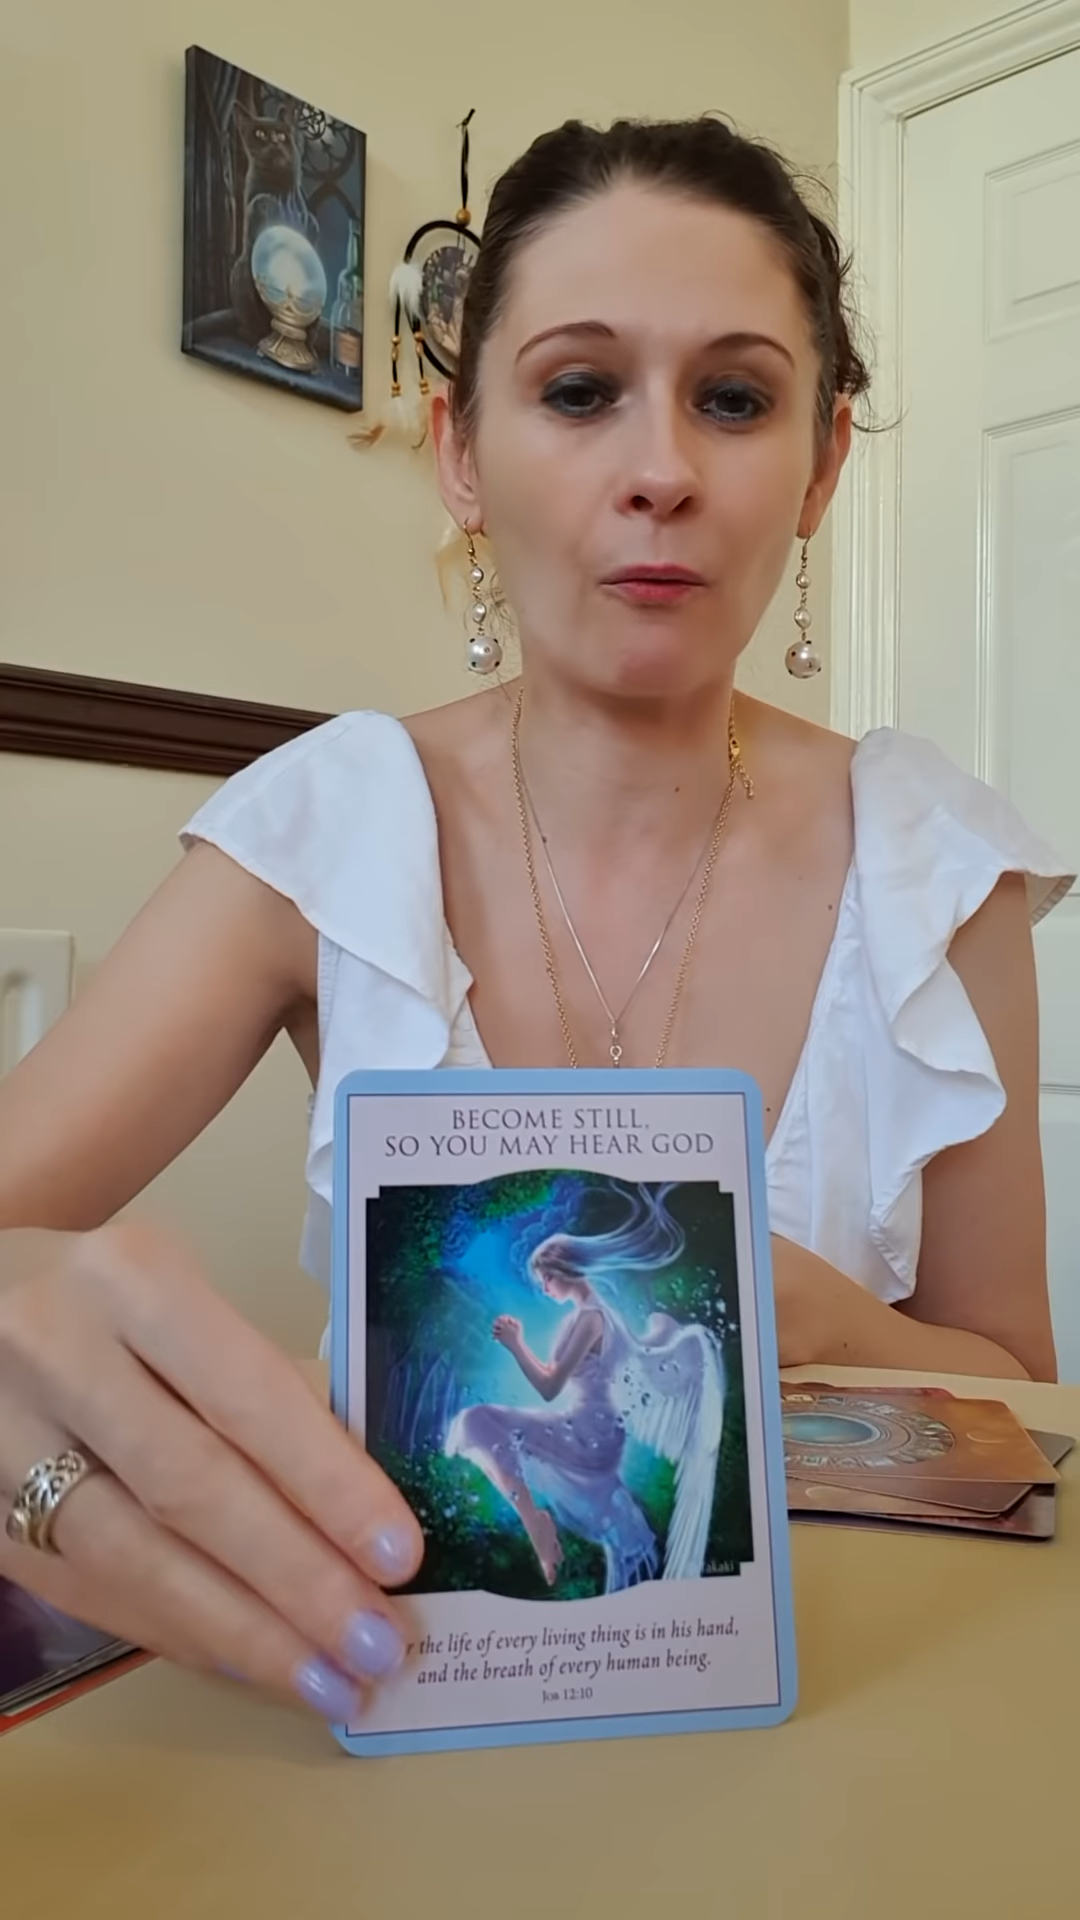 BECOME STILL,
SO YOU MAY HEAR GOD
the life of every living thing is in his hand,
and the breath of every human being.
Job 12:10